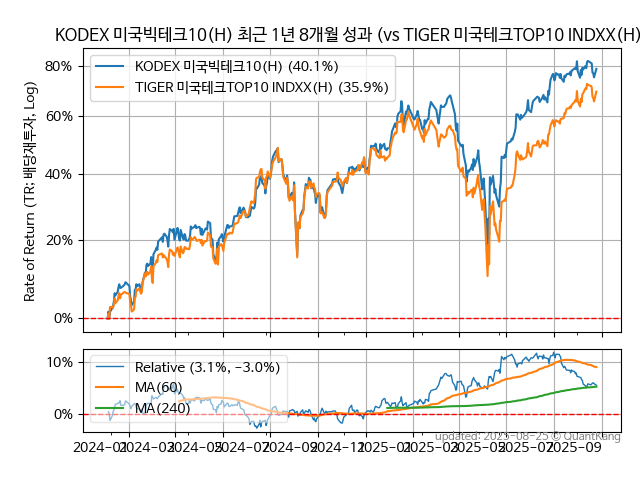 KODEX 미국빅테크10(H) 최근 1년 8개월 성과 (vs TIGER 미국테크TOP10 INDXX(H)
KODEX 미국빅테크10(H) (40.1%)
TIGER 미국테크TOP10 INDXX(H) (35.9%)
Rate of Return (TR: 배당재투자, Log)
80%
60%
40%
20%
0%
Relative (3.1%, −3.0%)
MA(60)
MA(240)
10%
0%
2024-01 2024-03 2024-05 2024-07 2024-09 2024-11 2025-01 2025-03 2025-05 2025-07 2025-09
updated: 2025-08-25 © QuantKang